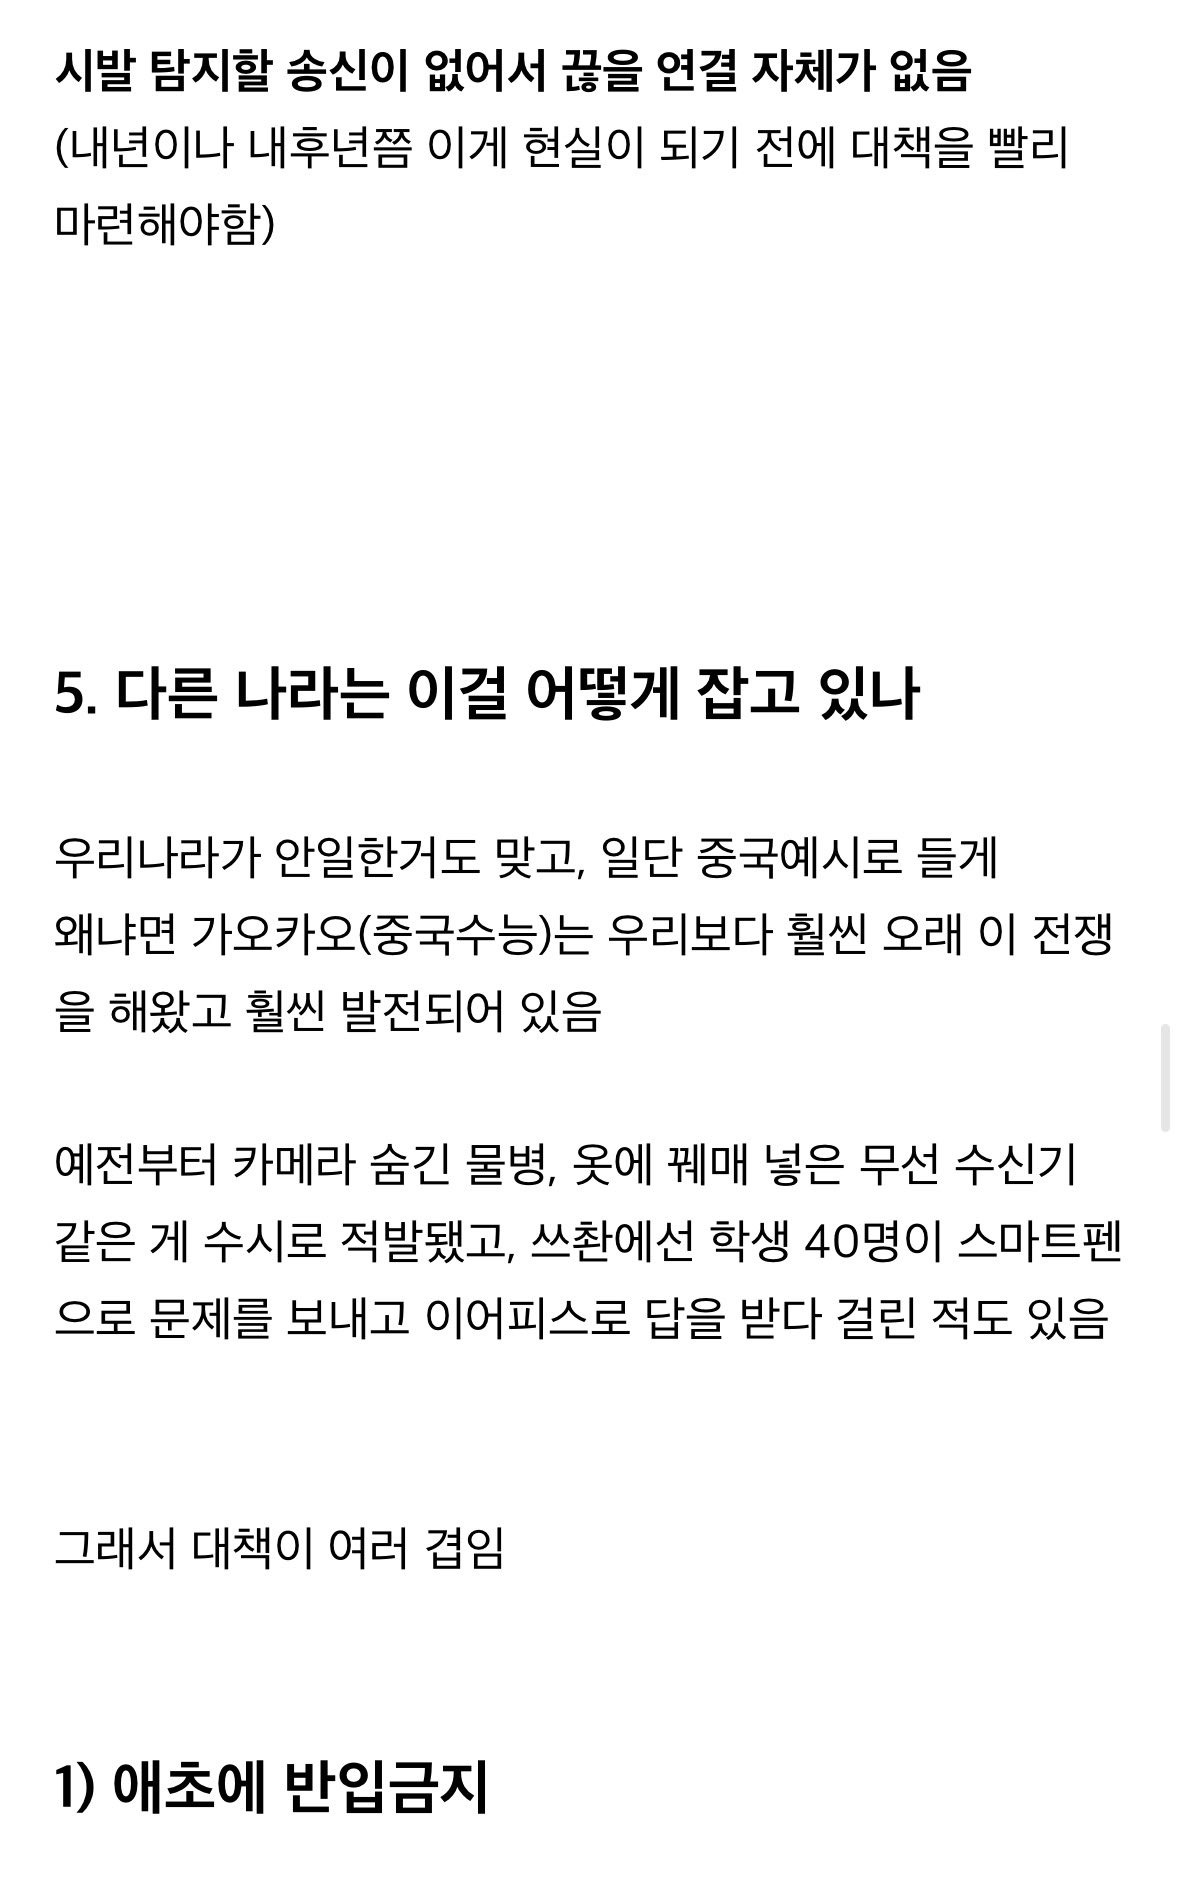 시발 탐지할 송신이 없어서 끊을 연결 자체가 없음
(내년이나 내후년쯤 이게 현실이 되기 전에 대책을 빨리
마련해야함)
5. 다른 나라는 이걸 어떻게 잡고 있나
우리나라가 안일한거도 맞고, 일단 중국예시로 들게
왜냐면 가오카오(중국수능)는 우리보다 훨씬 오래 이 전쟁
을 해왔고 훨씬 발전되어 있음
예전부터 카메라 숨긴 물병, 옷에 꿰매 넣은 무선 수신기
같은 게 수시로 적발됐고, 쓰촨에선 학생 40명이 스마트펜
으로 문제를 보내고 이어피스로 답을 받다 걸린 적도 있음
그래서 대책이 여러 겹임
1) 애초에 반입금지